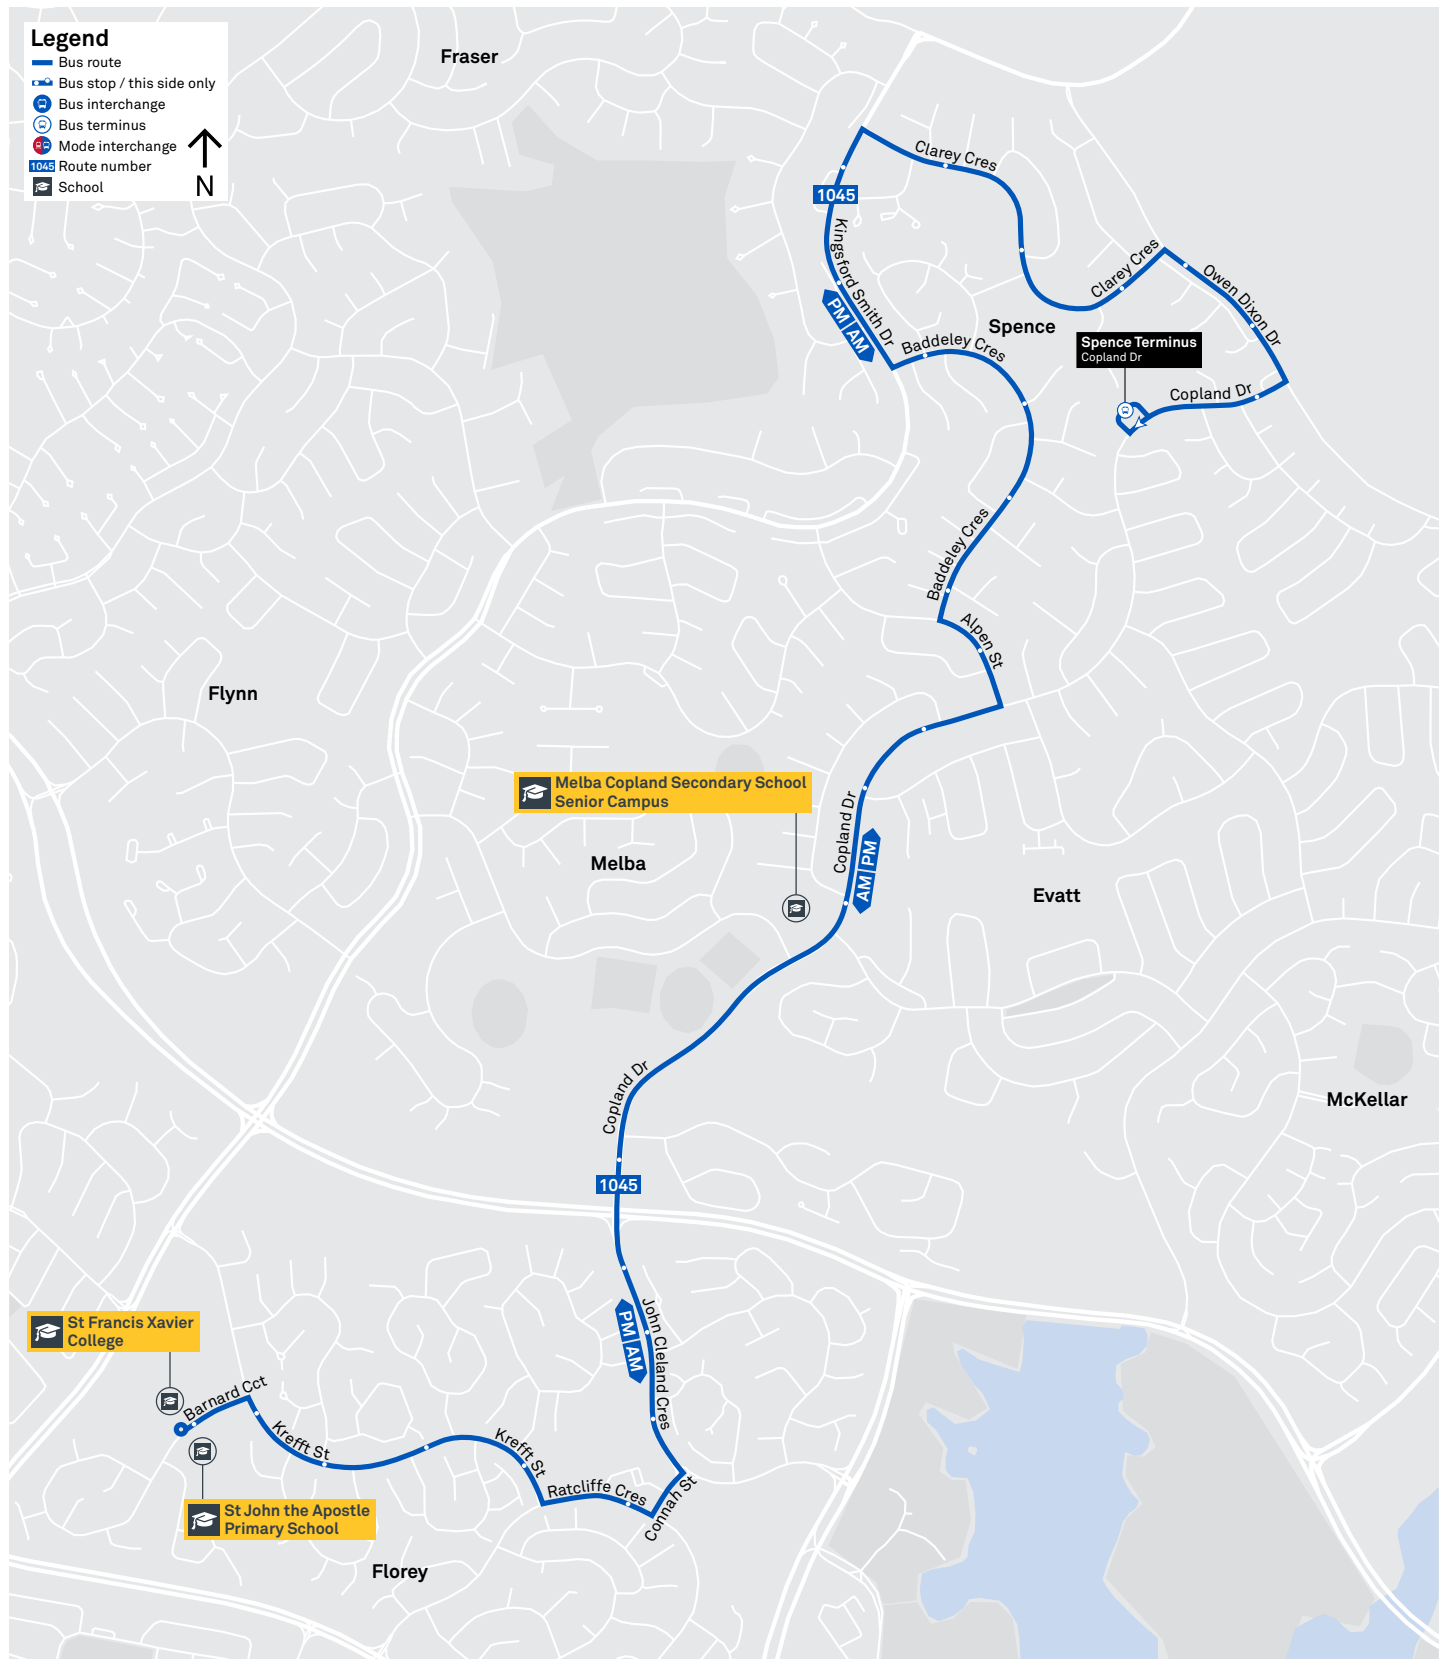 Legend
Bus route
Bus stop / this side only
Bus interchange
Bus terminus
Mode interchange
1045 Route number
School
N
Fraser
Clarey Cres
1045
Kingsford Smith Dr
PM | AM
Clarey Cres
Owen Dixon Dr
Spence
Baddeley Cres
Spence Terminus
Copland Dr
Copland Dr
Baddeley Cres
Alpen St
Flynn
Melba Copland Secondary School
Senior Campus
Copland Dr
AM | PM
Melba
Evatt
Copland Dr
McKellar
1045
John Cleland Cres
PM | AM
St Francis Xavier
College
Barnard Cct
Krefft St
Krefft St
Ratcliffe Cres
Connah St
St John the Apostle
Primary School
Florey